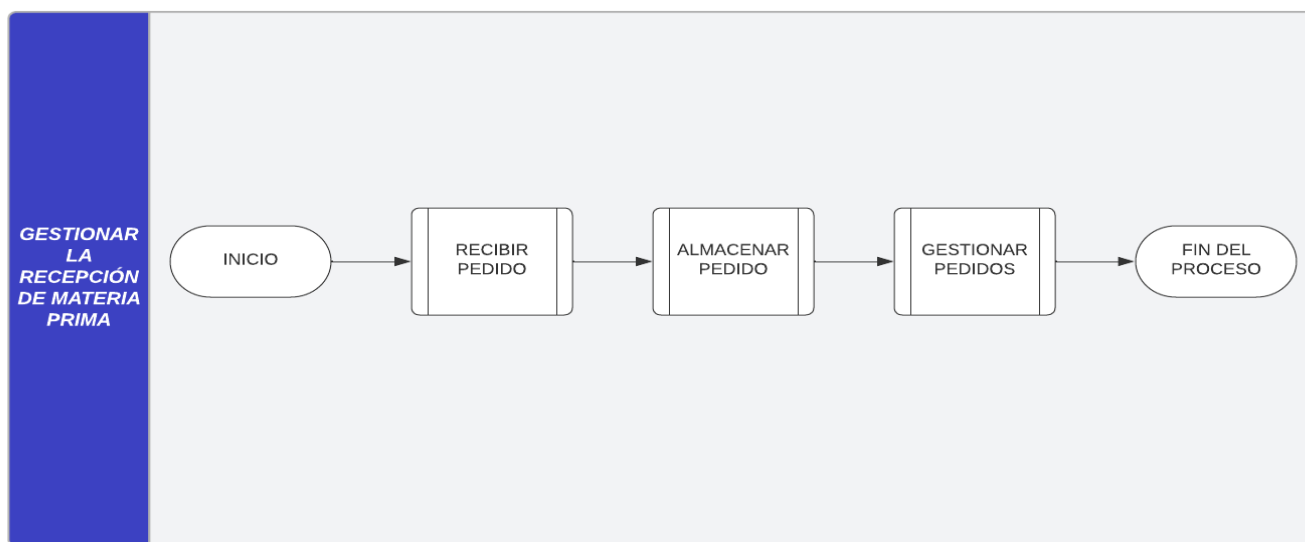 GESTIONAR
LA
RECEPCIÓN
DE MATERIA
PRIMA
INICIO
RECIBIR
PEDIDO
ALMACENAR
PEDIDO
GESTIONAR
PEDIDOS
FIN DEL
PROCESO